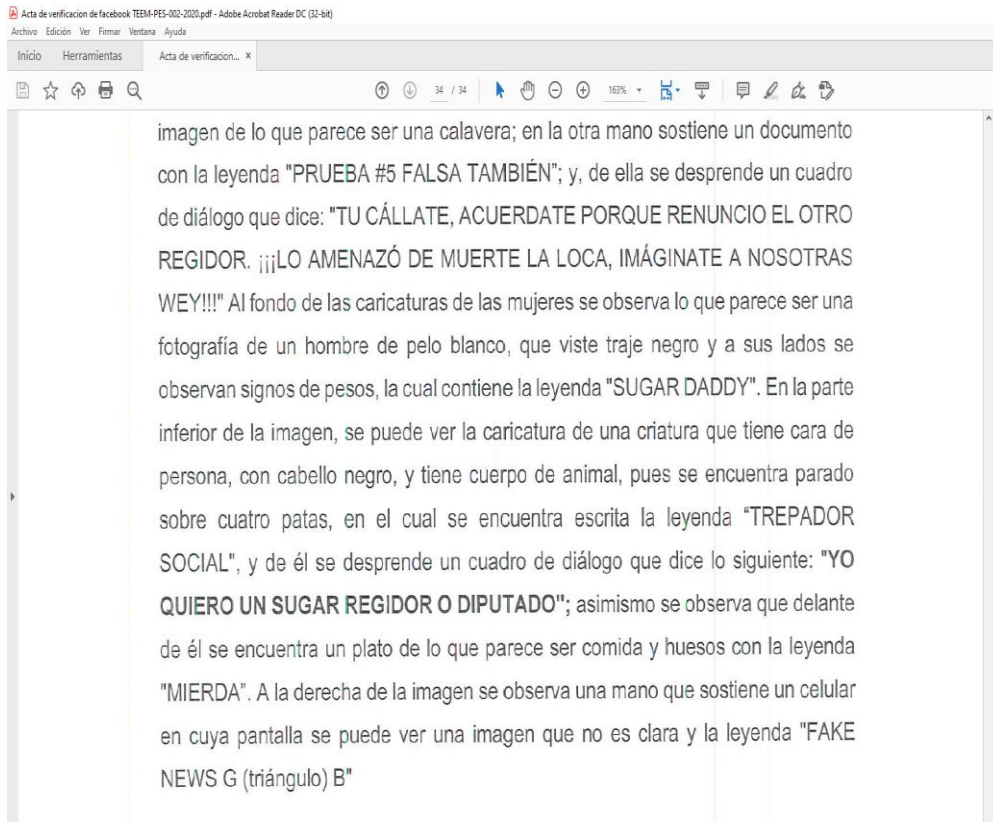 Acta de verificacion de facebook TEEM-PES-002-2020.pdf - Adobe Acrobat Reader DC (32-bit)
Archivo Edición Ver Firmar Ventana Ayuda
Inicio Herramientas Acta de verificacion... x
34 / 34 163%
imagen de lo que parece ser una calavera; en la otra mano sostiene un documento
con la leyenda "PRUEBA #5 FALSA TAMBIÉN"; y, de ella se desprende un cuadro
de diálogo que dice: "TU CÁLLATE, ACUERDATE PORQUE RENUNCIO EL OTRO
REGIDOR. ¡¡¡LO AMENAZÓ DE MUERTE LA LOCA, IMÁGINATE A NOSOTRAS
WEY!!!" Al fondo de las caricaturas de las mujeres se observa lo que parece ser una
fotografía de un hombre de pelo blanco, que viste traje negro y a sus lados se
observan signos de pesos, la cual contiene la leyenda "SUGAR DADDY". En la parte
inferior de la imagen, se puede ver la caricatura de una criatura que tiene cara de
persona, con cabello negro, y tiene cuerpo de animal, pues se encuentra parado
sobre cuatro patas, en el cual se encuentra escrita la leyenda "TREPADOR
SOCIAL", y de él se desprende un cuadro de diálogo que dice lo siguiente: "YO
QUIERO UN SUGAR REGIDOR O DIPUTADO"; asimismo se observa que delante
de él se encuentra un plato de lo que parece ser comida y huesos con la leyenda
"MIERDA". A la derecha de la imagen se observa una mano que sostiene un celular
en cuya pantalla se puede ver una imagen que no es clara y la leyenda "FAKE
NEWS G (triángulo) B"